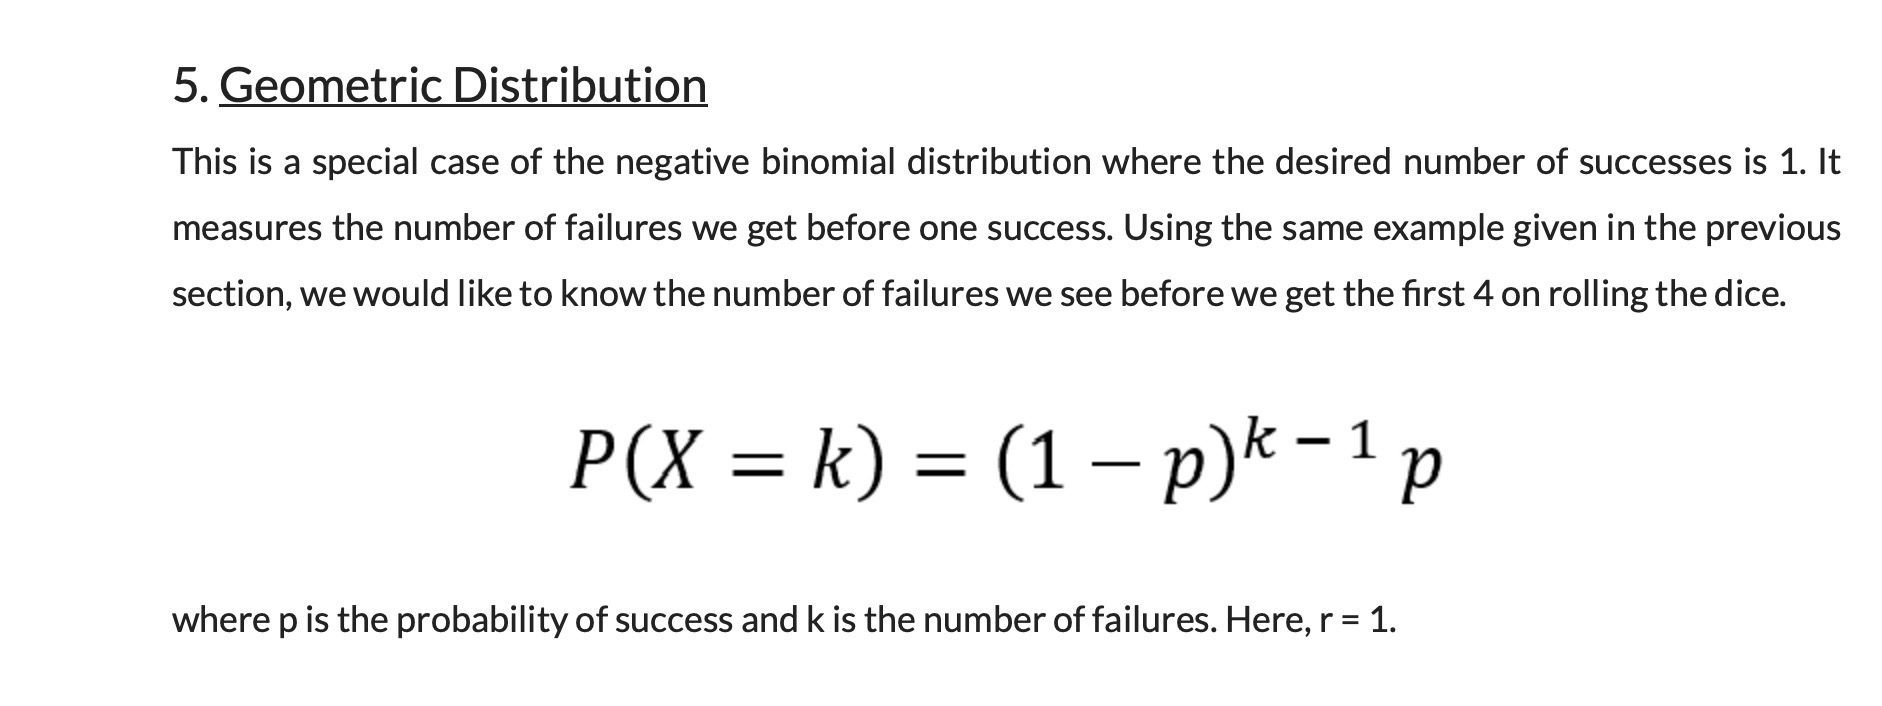 5. Geometric Distribution
This is a special case of the negative binomial distribution where the desired number of successes is 1. It
measures the number of failures we get before one success. Using the same example given in the previous
section, we would like to know the number of failures we see before we get the first 4 on rolling the dice.
P(X = k) = (1 − p)^{k − 1} p
where p is the probability of success and k is the number of failures. Here, r = 1.